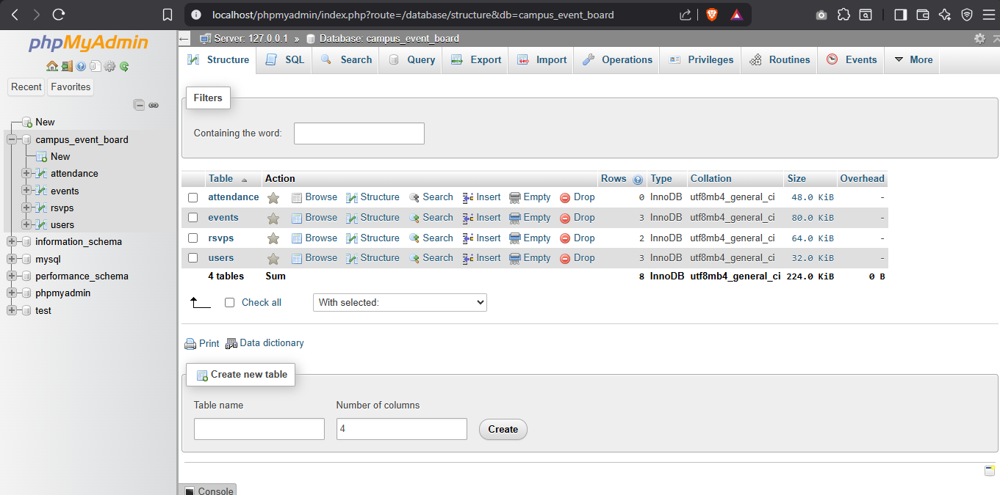 localhost/phpmyadmin/index.php?route=/database/structure&db=campus_event_board
phpMyAdmin
Recent Favorites
New
campus_event_board
New
attendance
events
rsvps
users
information_schema
mysql
performance_schema
phpmyadmin
test
Server: 127.0.0.1 » Database: campus_event_board
Structure SQL Search Query Export Import Operations Privileges Routines Events More
Filters
Containing the word:
Table Action Rows Type Collation Size Overhead
attendance Browse Structure Search Insert Empty Drop 0 InnoDB utf8mb4_general_ci 48.0 KiB -
events Browse Structure Search Insert Empty Drop 3 InnoDB utf8mb4_general_ci 80.0 KiB -
rsvps Browse Structure Search Insert Empty Drop 2 InnoDB utf8mb4_general_ci 64.0 KiB -
users Browse Structure Search Insert Empty Drop 3 InnoDB utf8mb4_general_ci 32.0 KiB -
4 tables Sum 8 InnoDB utf8mb4_general_ci 224.0 KiB 0 B
Check all With selected:
Print Data dictionary
Create new table
Table name Number of columns
4 Create
Console